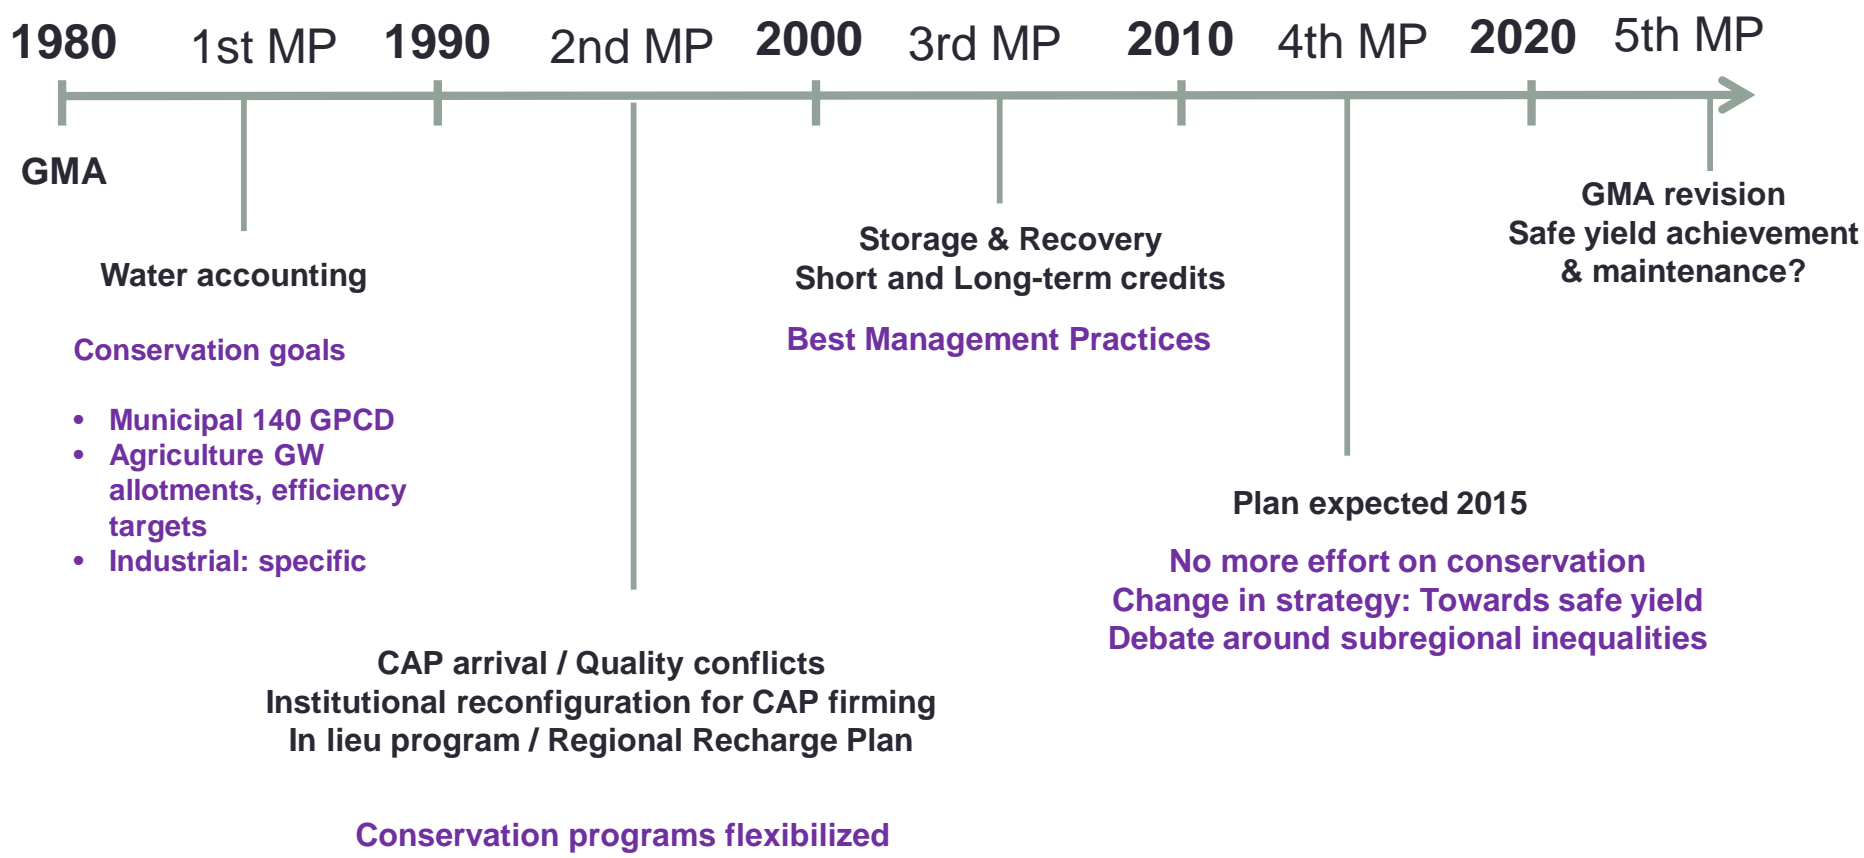 1980 1st MP 1990 2nd MP 2000 3rd MP 2010 4th MP 2020 5th MP
GMA
Water accounting
Conservation goals
• Municipal 140 GPCD
• Agriculture GW
allotments, efficiency
targets
• Industrial: specific
CAP arrival / Quality conflicts
Institutional reconfiguration for CAP firming
In lieu program / Regional Recharge Plan
Conservation programs flexibilized
Storage & Recovery
Short and Long-term credits
Best Management Practices
Plan expected 2015
No more effort on conservation
Change in strategy: Towards safe yield
Debate around subregional inequalities
GMA revision
Safe yield achievement
& maintenance?